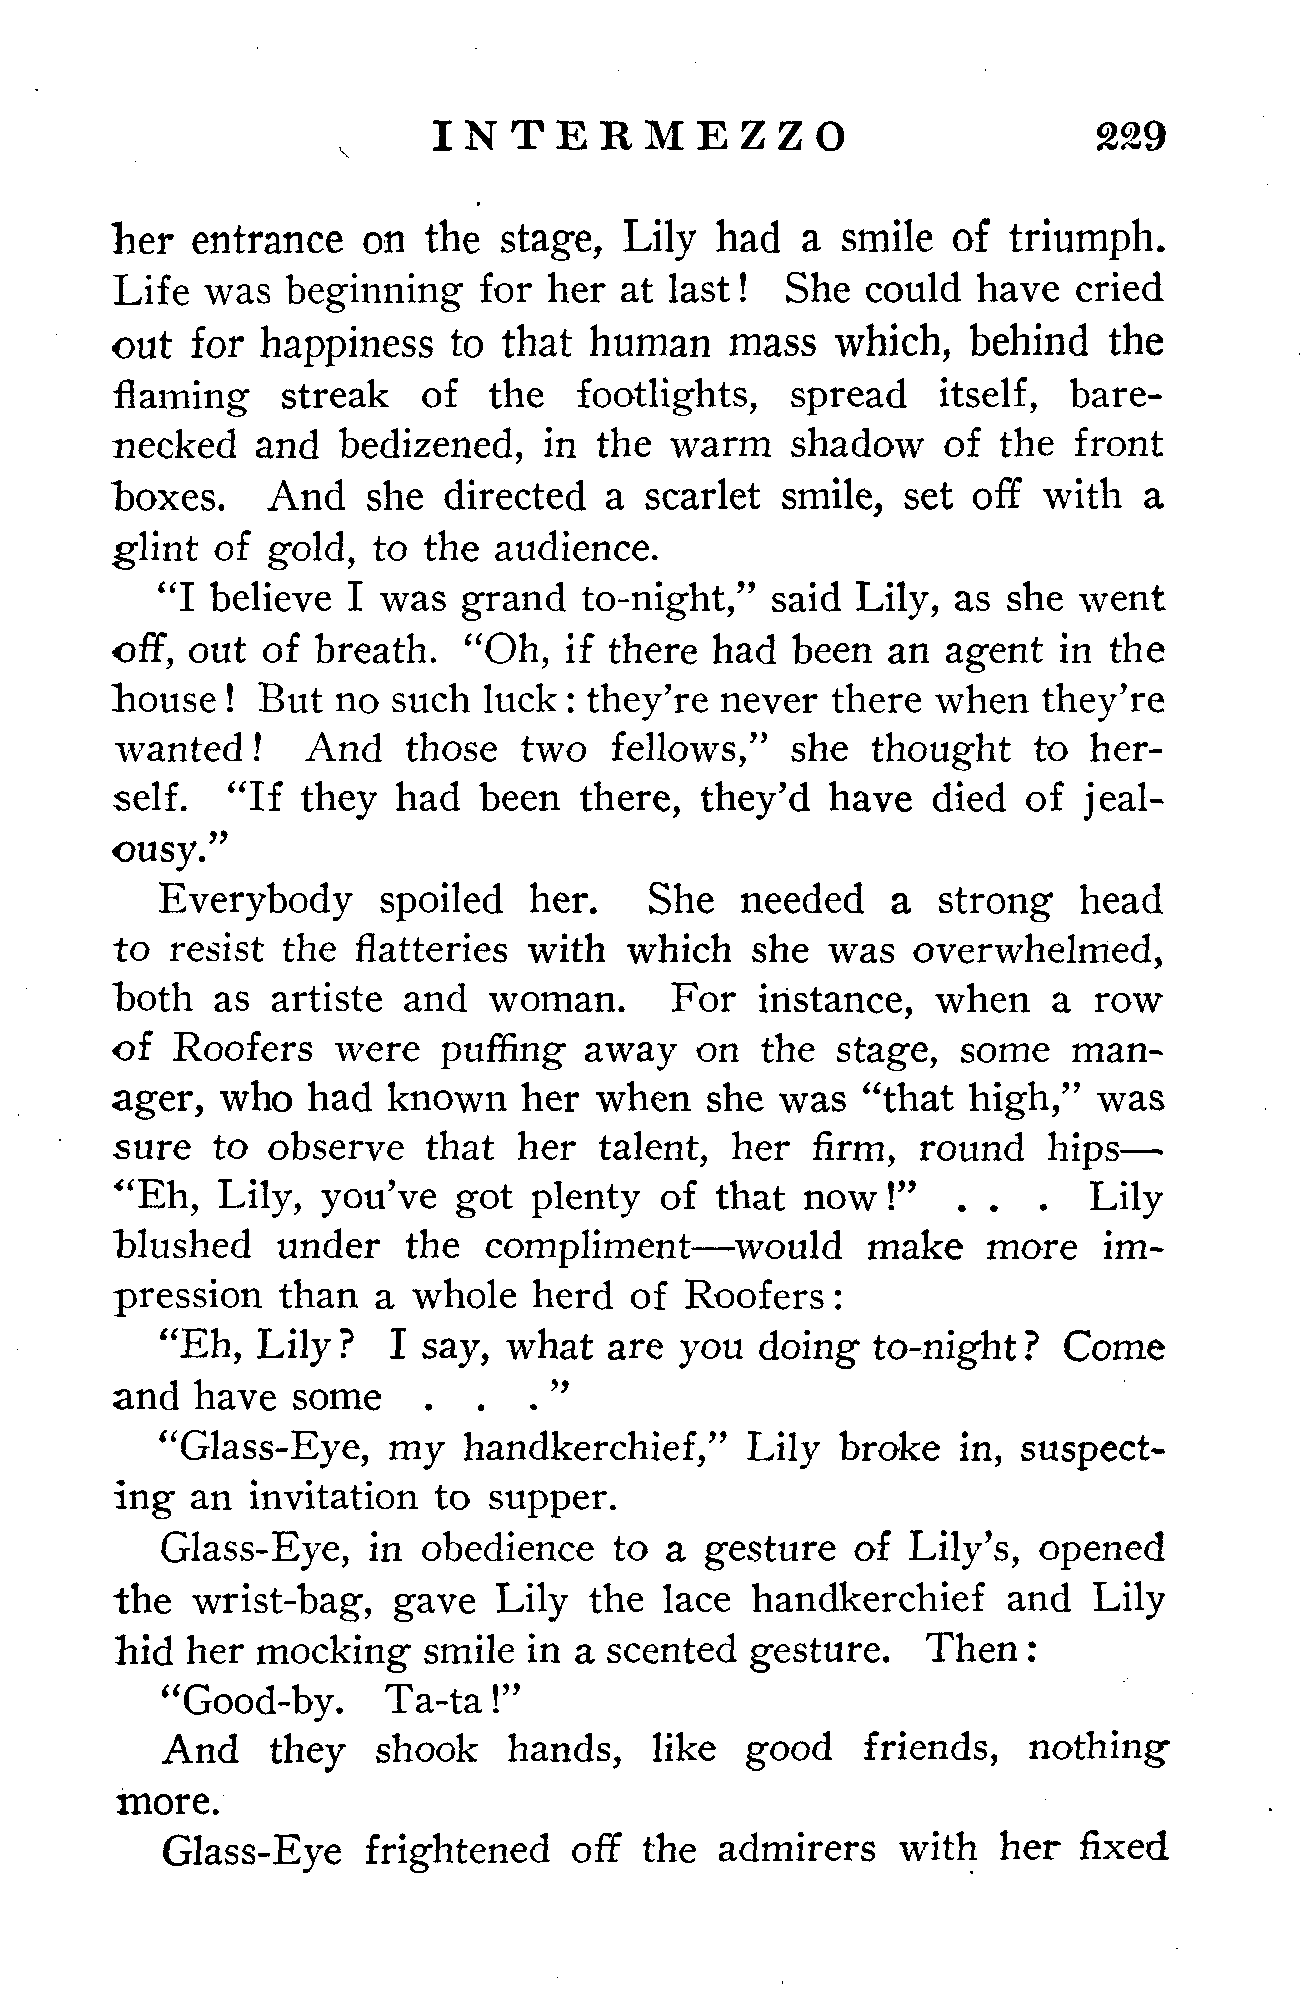 INTERMEZZO 229
her entrance on the stage, Lily had a smile of triumph.
Life was beginning for her at last! She could have cried
out for happiness to that human mass which, behind the
flaming streak of the footlights, spread itself, bare-
necked and bedizened, in the warm shadow of the front
boxes. And she directed a scarlet smile, set off with a
glint of gold, to the audience.
“I believe I was grand to-night,” said Lily, as she went
off, out of breath. “Oh, if there had been an agent in the
house! But no such luck: they’re never there when they’re
wanted! And those two fellows,” she thought to her-
self. “If they had been there, they’d have died of jeal-
ousy.”
Everybody spoiled her. She needed a strong head
to resist the flatteries with which she was overwhelmed,
both as artiste and woman. For instance, when a row
of Roofers were puffing away on the stage, some man-
ager, who had known her when she was “that high,” was
sure to observe that her talent, her firm, round hips—
“Eh, Lily, you’ve got plenty of that now!” . . . Lily
blushed under the compliment—would make more im-
pression than a whole herd of Roofers:
“Eh, Lily? I say, what are you doing to-night? Come
and have some . . .”
“Glass-Eye, my handkerchief,” Lily broke in, suspect-
ing an invitation to supper.
Glass-Eye, in obedience to a gesture of Lily’s, opened
the wrist-bag, gave Lily the lace handkerchief and Lily
hid her mocking smile in a scented gesture. Then:
“Good-by. Ta-ta!”
And they shook hands, like good friends, nothing
more.
Glass-Eye frightened off the admirers with her fixed